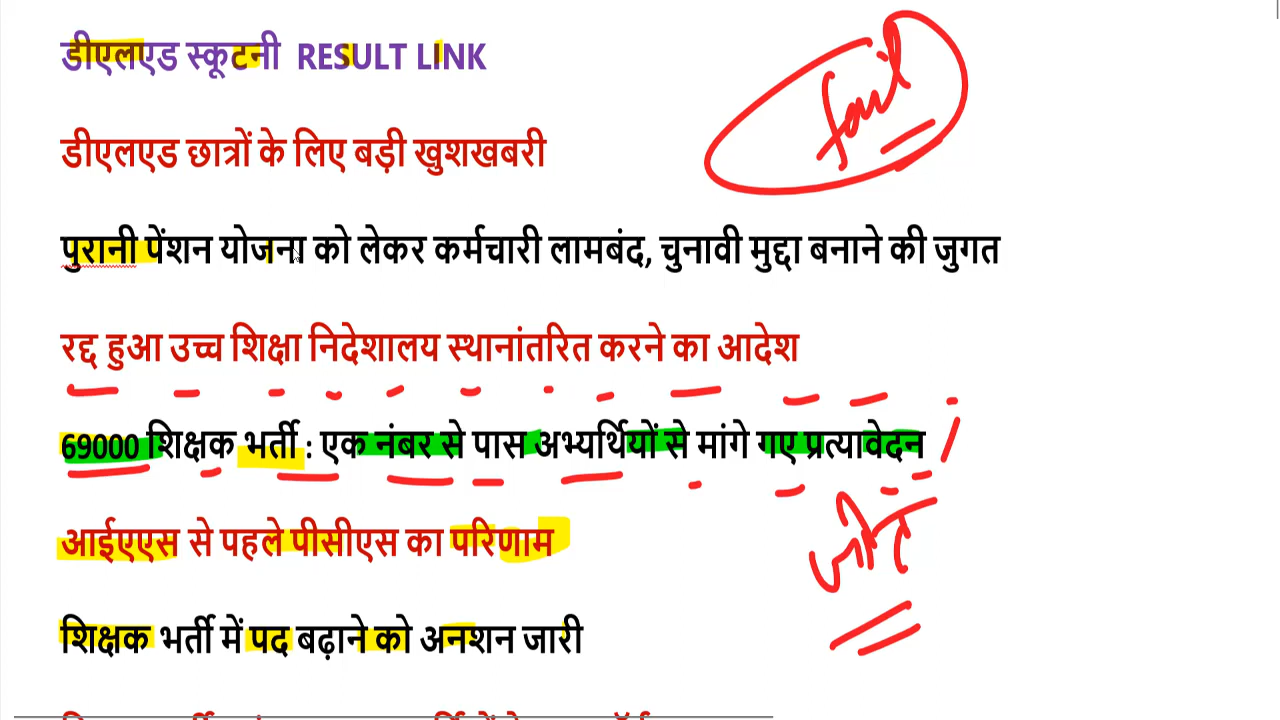 डीएलएड स्कूटनी RESULT LINK
fail
डीएलएड छात्रों के लिए बड़ी खुशखबरी
पुरानी पेंशन योजना को लेकर कर्मचारी लामबंद, चुनावी मुद्दा बनाने की जुगत
रद्द हुआ उच्च शिक्षा निदेशालय स्थानांतरित करने का आदेश
69000 शिक्षक भर्ती : एक नंबर से पास अभ्यर्थियों से मांगे गए प्रत्यावेदन
आईएएस से पहले पीसीएस का परिणाम
जीत
शिक्षक भर्ती में पद बढ़ाने को अनशन जारी